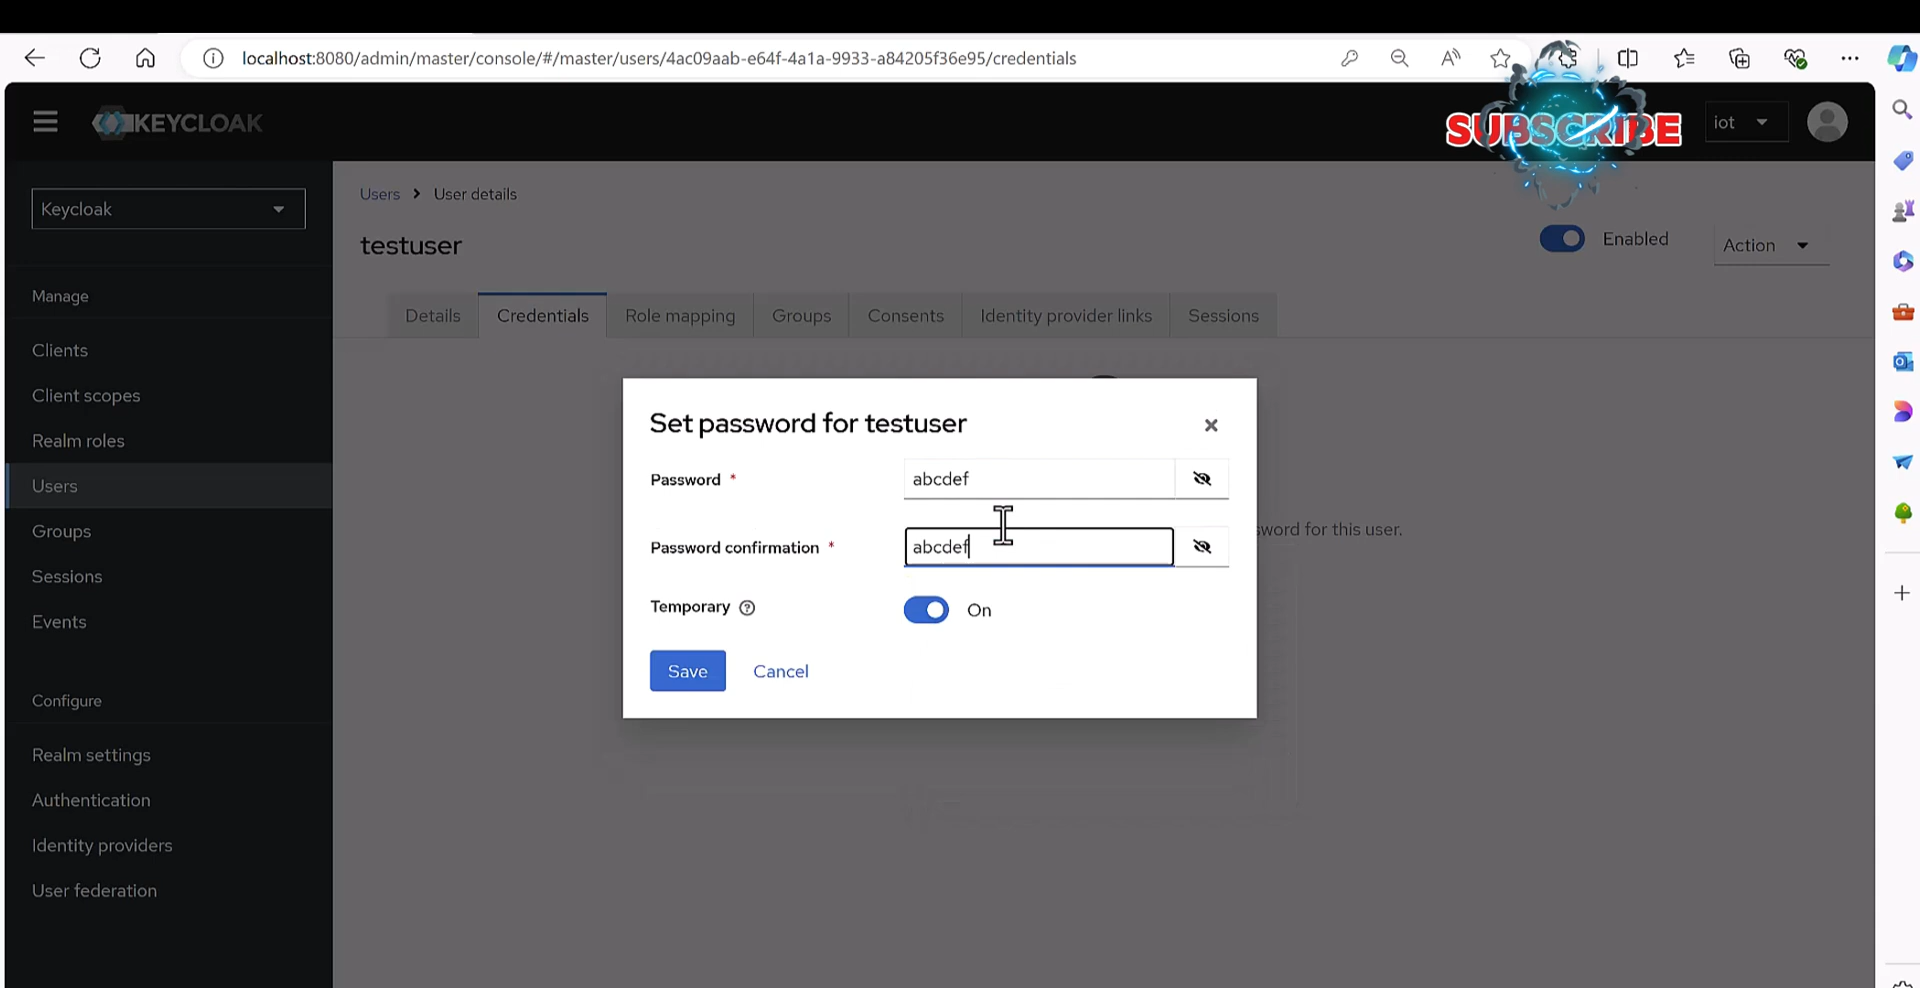 localhost:8080/admin/master/console/#/master/users/4ac09aab-e64f-4a1a-9933-a84205f36e95/credentials
KEYCLOAK
SUBSCRIBE
iot
Keycloak
Users > User details
testuser
Enabled
Action
Manage
Clients
Client scopes
Realm roles
Users
Groups
Sessions
Events
Configure
Realm settings
Authentication
Identity providers
User federation
Details
Credentials
Role mapping
Groups
Consents
Identity provider links
Sessions
Set password for testuser
Password *
abcdef
Password confirmation *
abcdef
Temporary
On
Save
Cancel
for this user.